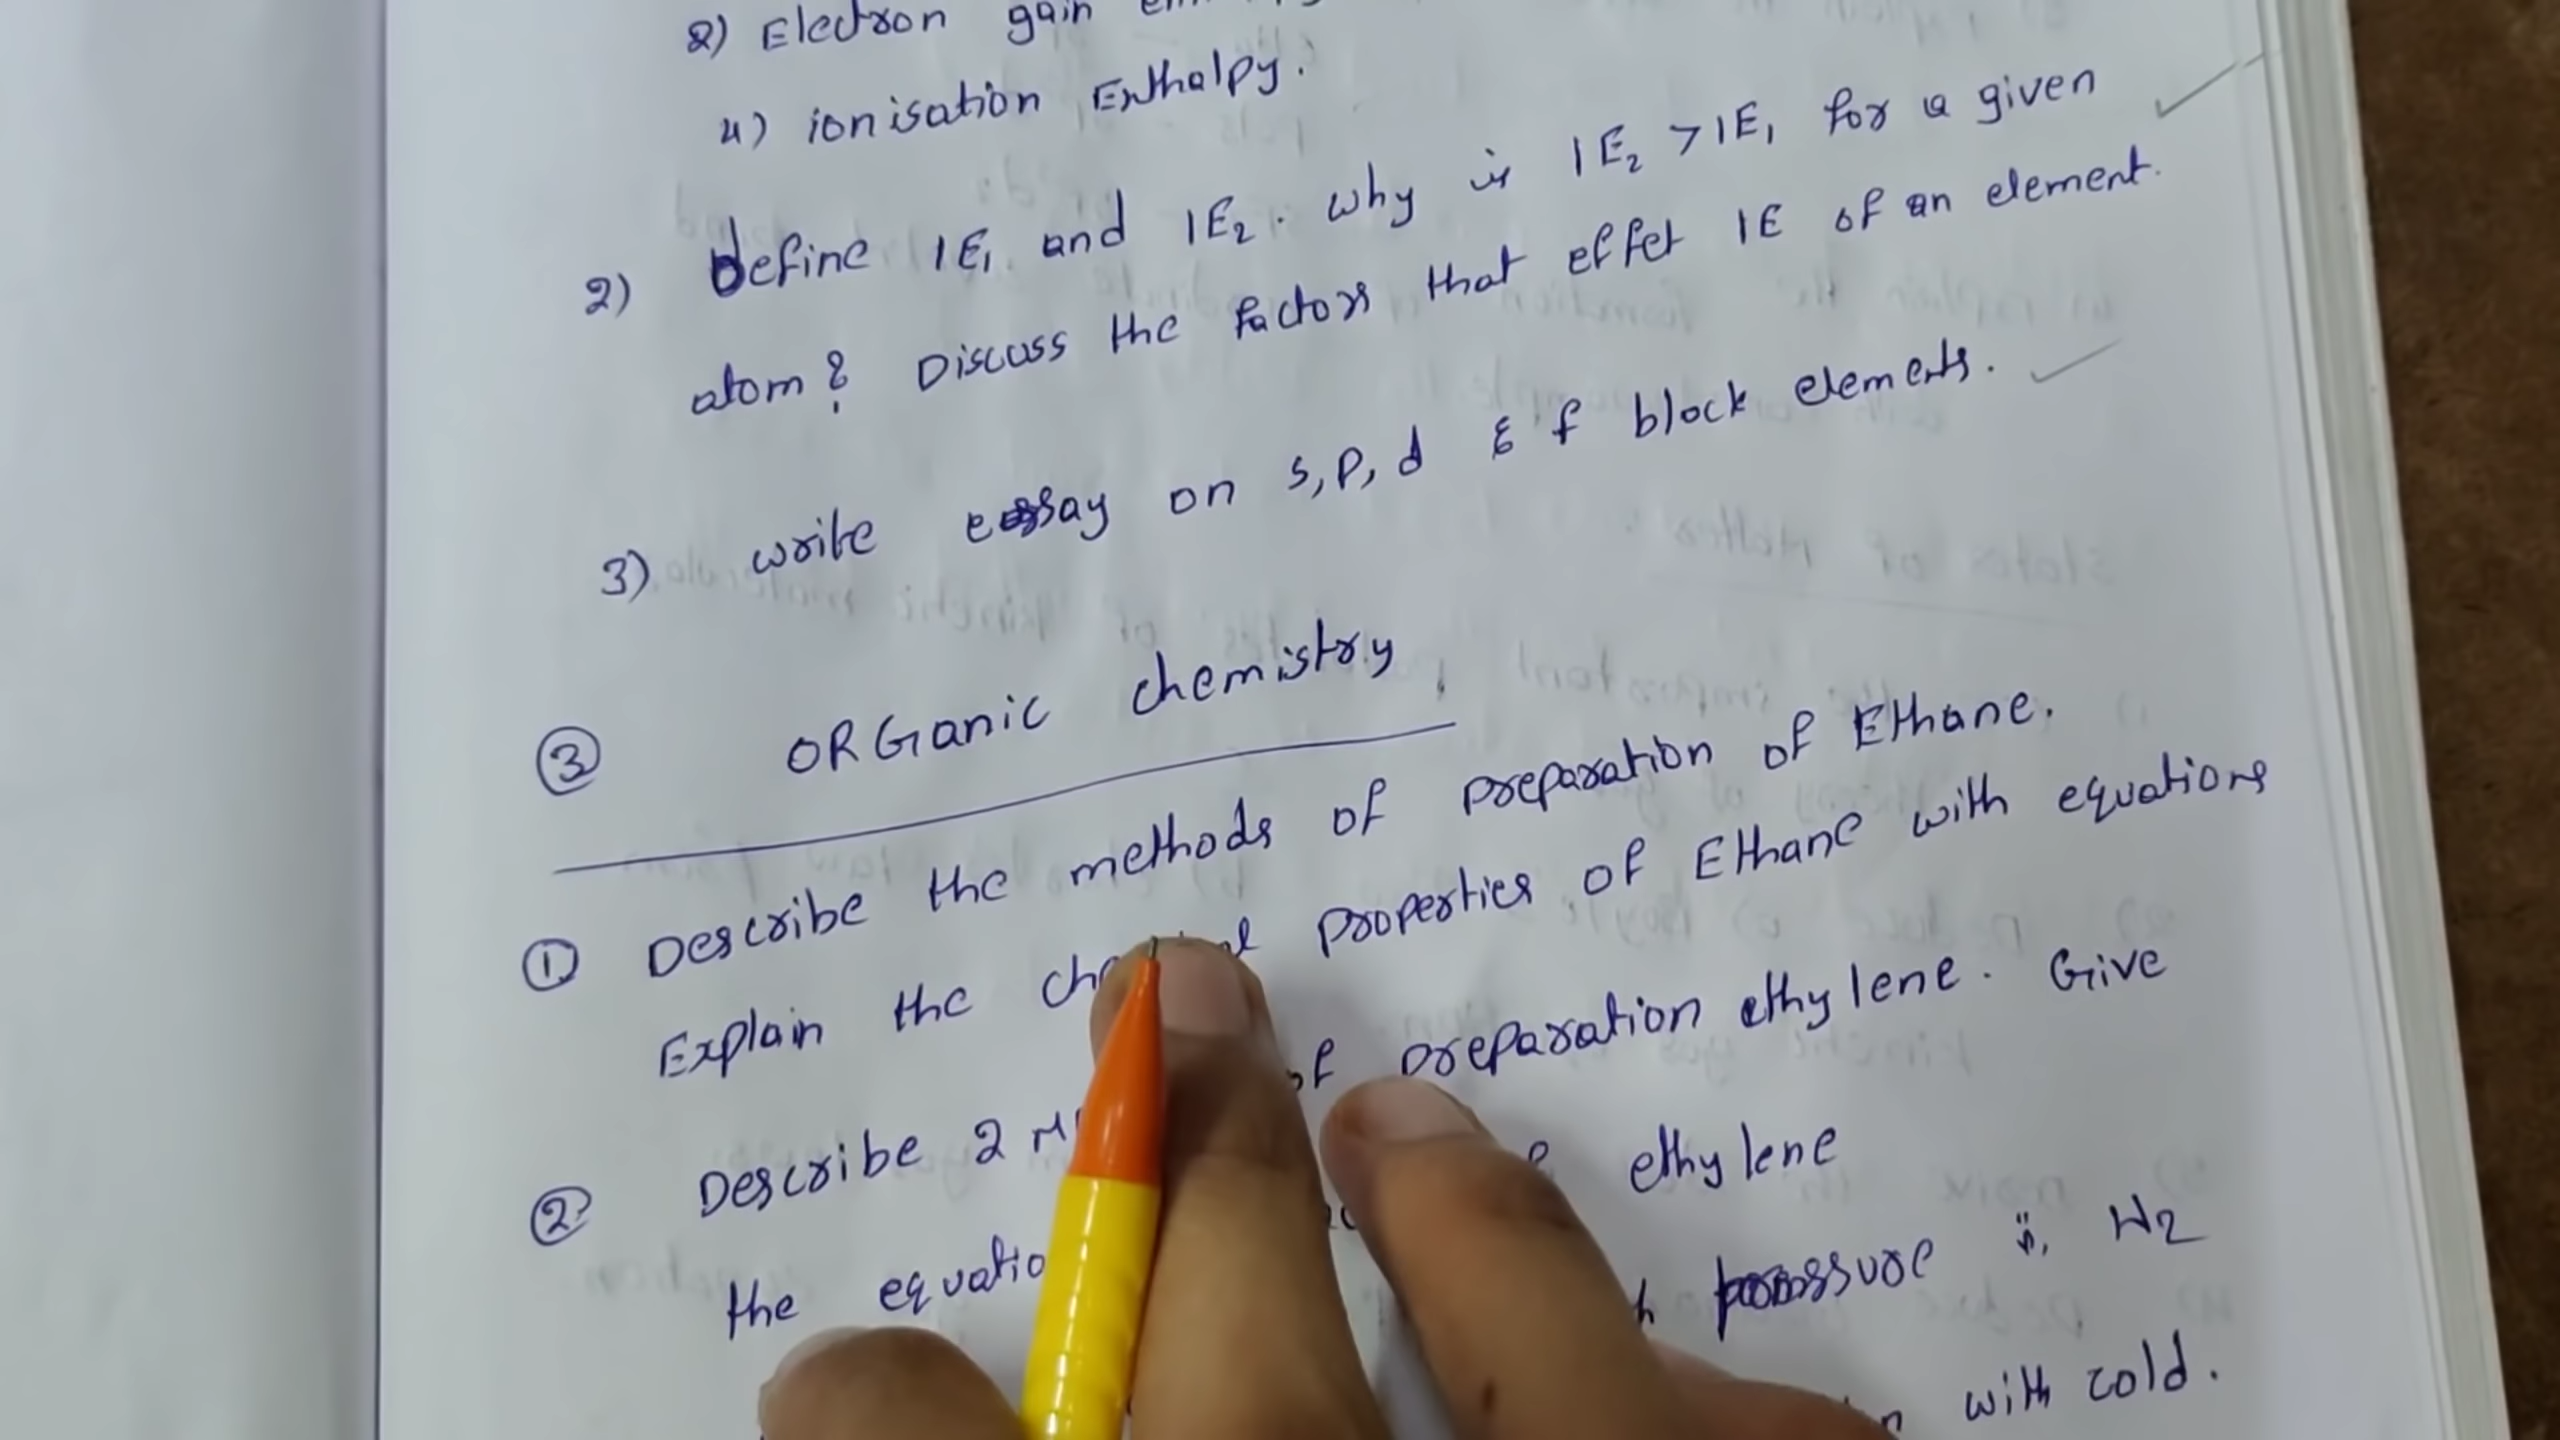 2) Electron gain
4) ionisation Enthalpy.
2) Define IE₁ and IE₂. why is IE₂ > IE₁ for a given
atom? Discuss the factors that effet IE of an element.
3) write essay on s, p, d & f block elements.
③ ORGanic chemistry
① Describe the methods of preparation of Ethane.
Explain the properties of Ethane with equations
② Describe 2 of preparation ethylene. Give
the ethylene
pressure
with cold.